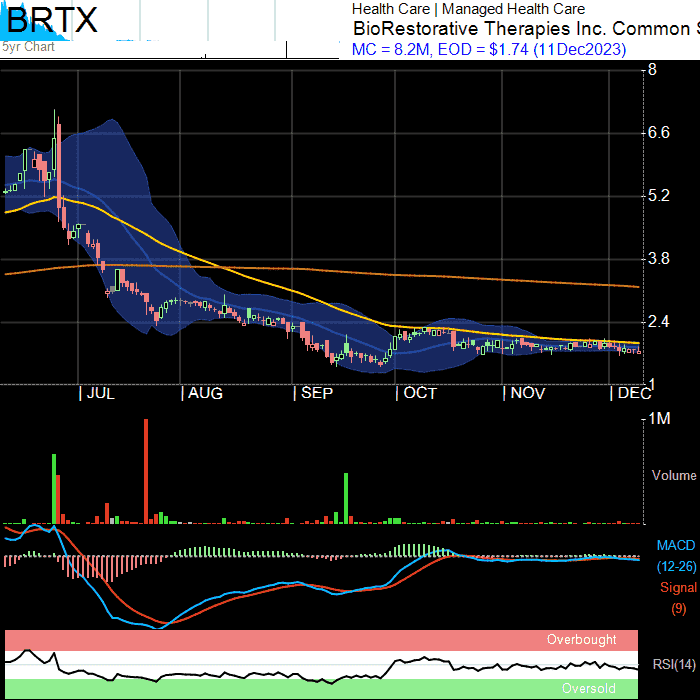 BRTX
5yr Chart
Health Care | Managed Health Care
BioRestorative Therapies Inc. Common S
MC = 8.2M, EOD = $1.74 (11Dec2023)
8
6.6
5.2
3.8
2.4
1
JUL AUG SEP OCT NOV DEC
1M
Volume
MACD
(12-26)
Signal
(9)
Overbought
RSI(14)
Oversold